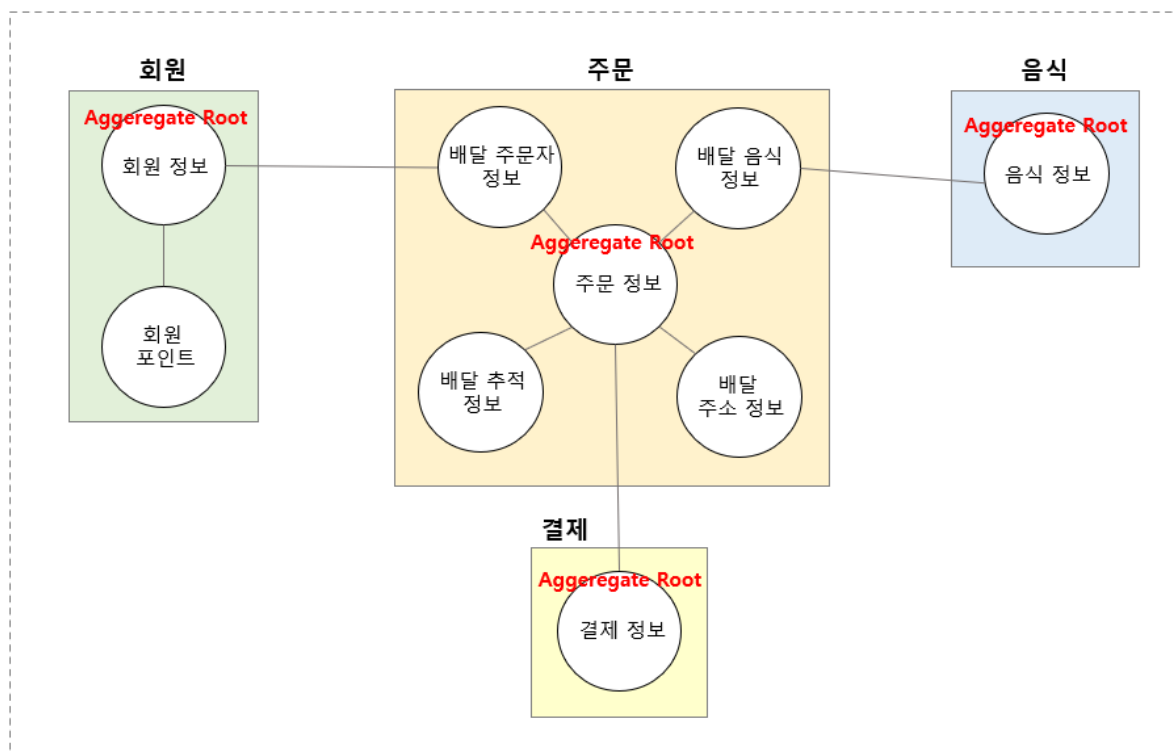 회원
Aggeregate Root
회원 정보
회원
포인트
주문
배달 주문자
정보
배달 음식
정보
Aggeregate Root
주문 정보
배달 추적
정보
배달
주소 정보
음식
Aggeregate Root
음식 정보
결제
Aggeregate Root
결제 정보